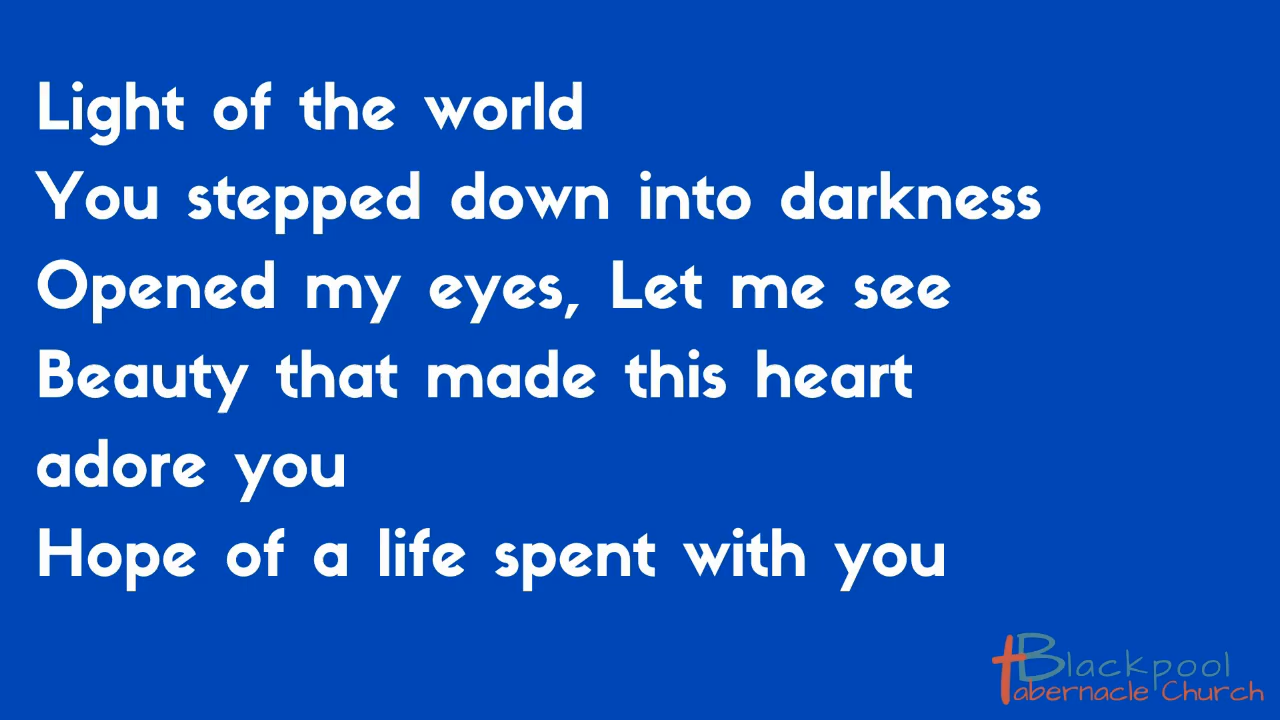 Light of the world
You stepped down into darkness
Opened my eyes, Let me see
Beauty that made this heart
adore you
Hope of a life spent with you
Blackpool
Tabernacle Church